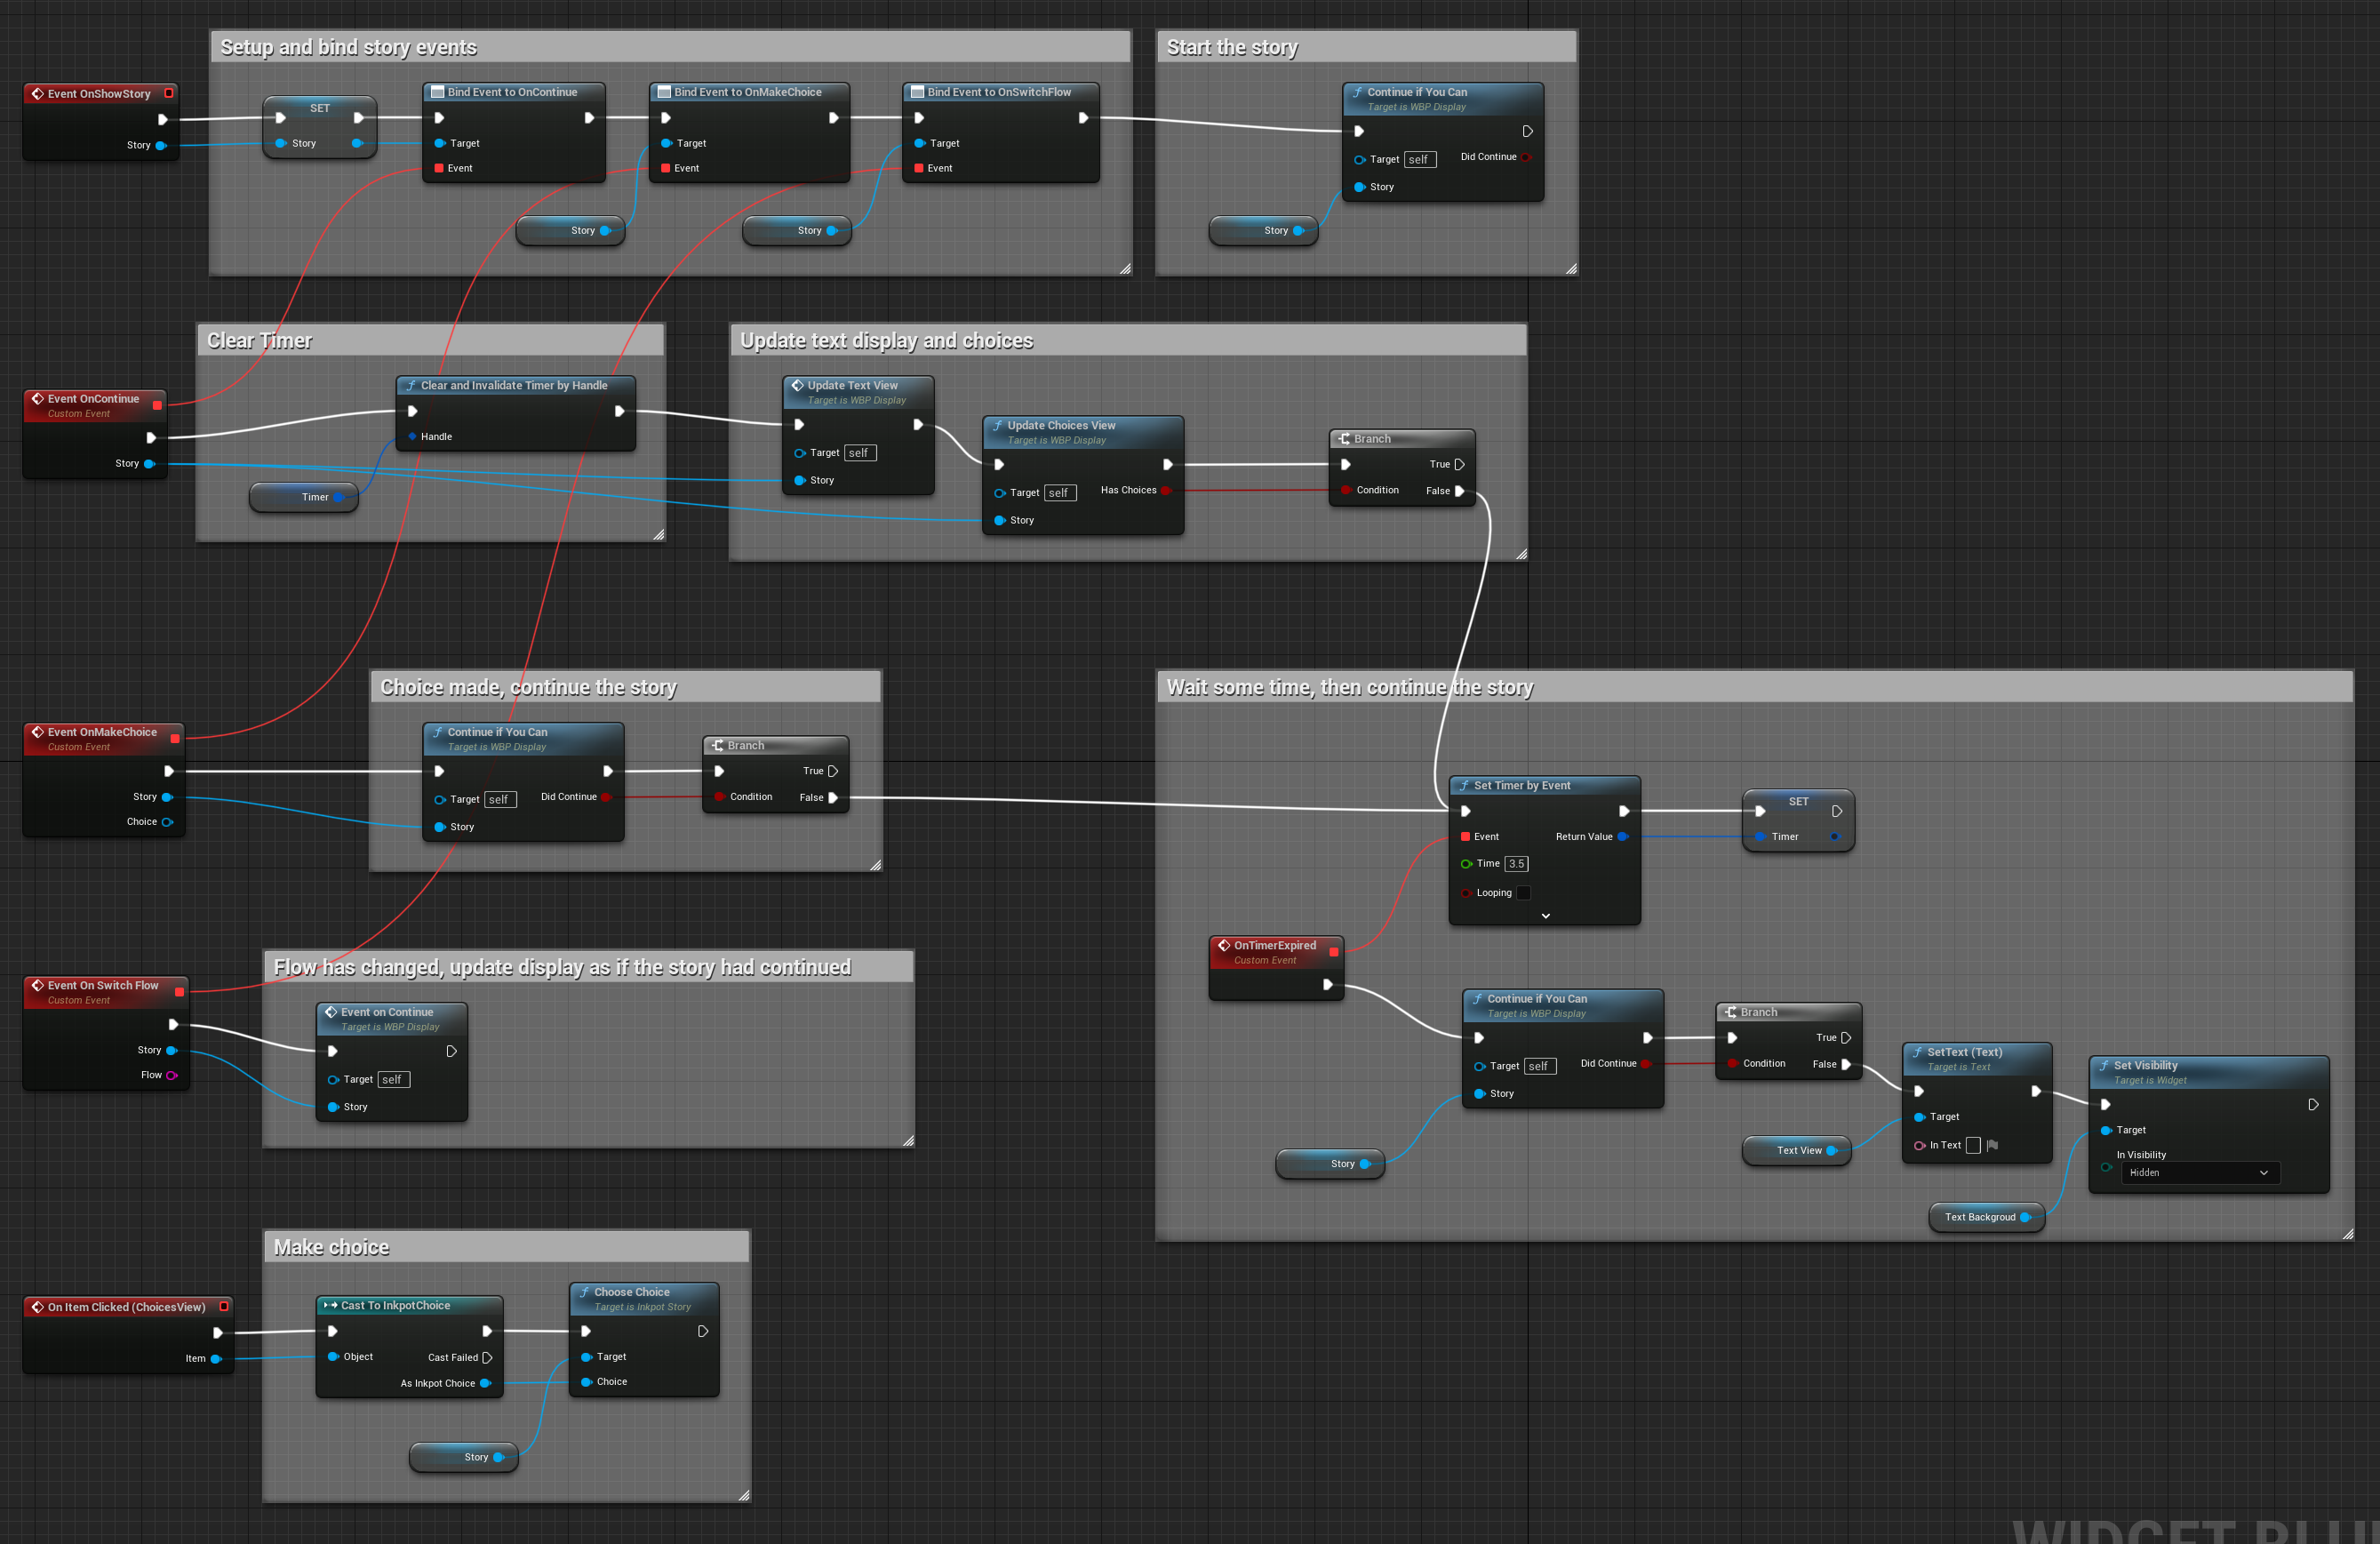 Setup and bind story events
Start the story
Event OnShowStory
Story
SET
Story
Bind Event to OnContinue
Target
Event
Bind Event to OnMakeChoice
Target
Event
Bind Event to OnSwitchFlow
Target
Event
Story
Story
Continue if You Can
Target is WBP Display
Target self Did Continue
Story
Story
Clear Timer
Update text display and choices
Event OnContinue
Custom Event
Story
Clear and Invalidate Timer by Handle
Handle
Timer
Update Text View
Target is WBP Display
Target self
Story
Update Choices View
Target is WBP Display
Target self Has Choices
Story
Branch
True
Condition False
Choice made, continue the story
Wait some time, then continue the story
Event OnMakeChoice
Custom Event
Story
Choice
Continue if You Can
Target is WBP Display
Target self Did Continue
Story
Branch
True
Condition False
Set Timer by Event
Event Return Value
Time 3.5
Looping
SET
Timer
OnTimerExpired
Custom Event
Continue if You Can
Target is WBP Display
Target self Did Continue
Story
Story
Branch
True
Condition False
SetText (Text)
Target is Text
Target
In Text
Text View
Set Visibility
Target is Widget
Target
In Visibility
Hidden
Text Backgroud
Flow has changed, update display as if the story had continued
Event On Switch Flow
Custom Event
Story
Flow
Event on Continue
Target is WBP Display
Target self
Story
Make choice
On Item Clicked (ChoicesView)
Item
Cast To InkpotChoice
Object Cast Failed
As Inkpot Choice
Choose Choice
Target is Inkpot Story
Target
Choice
Story
WIDGET